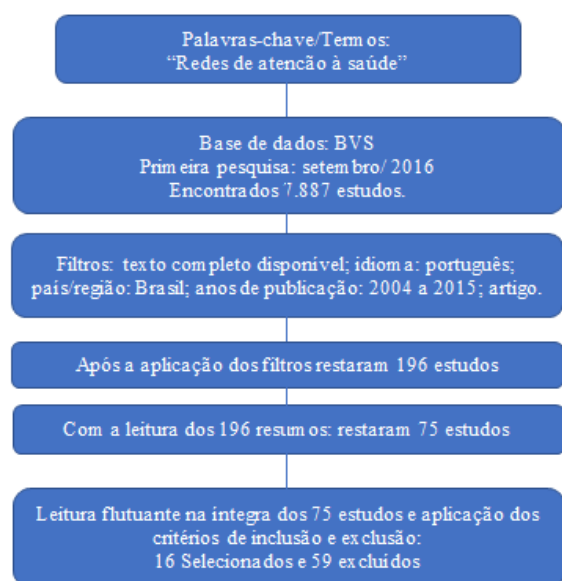 Palavras-chave/Termos:
“Redes de atencão à saúde”
Base de dados: BVS
Primeira pesquisa: setembro/ 2016
Encontrados 7.887 estudos.
Filtros: texto completo disponível; idioma: português;
país/região: Brasil; anos de publicação: 2004 a 2015; artigo.
Após a aplicação dos filtros restaram 196 estudos
Com a leitura dos 196 resumos: restaram 75 estudos
Leitura flutuante na íntegra dos 75 estudos e aplicação dos
critérios de inclusão e exclusão:
16 Selecionados e 59 excluídos